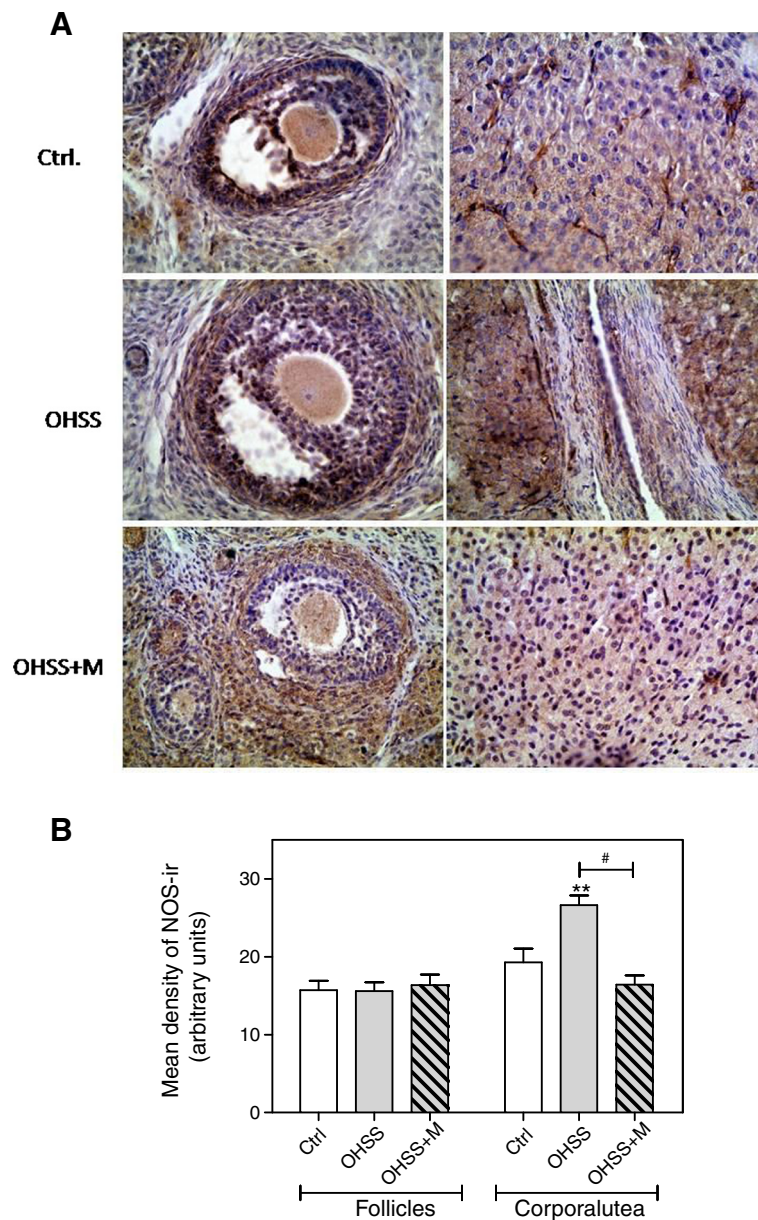 A
Ctrl.
OHSS
OHSS+M
B
Mean density of NOS-ir
(arbitrary units)
30
20
10
0
#
**
Ctrl
OHSS
OHSS+M
Ctrl
OHSS
OHSS+M
Follicles
Corporalutea